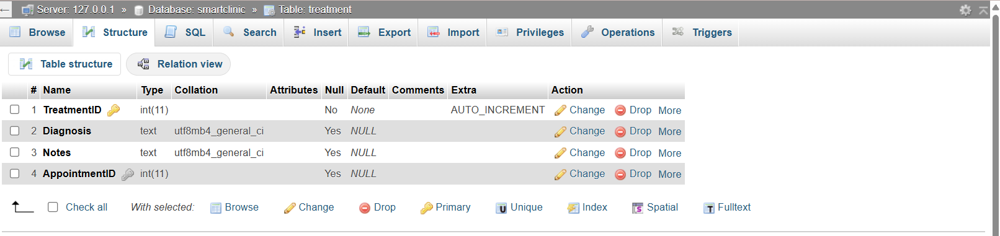 Server: 127.0.0.1 » Database: smartclinic » Table: treatment
Browse Structure SQL Search Insert Export Import Privileges Operations Triggers
Table structure Relation view
# Name Type Collation Attributes Null Default Comments Extra Action
1 TreatmentID int(11) No None AUTO_INCREMENT Change Drop More
2 Diagnosis text utf8mb4_general_ci Yes NULL Change Drop More
3 Notes text utf8mb4_general_ci Yes NULL Change Drop More
4 AppointmentID int(11) Yes NULL Change Drop More
Check all With selected: Browse Change Drop Primary Unique Index Spatial Fulltext